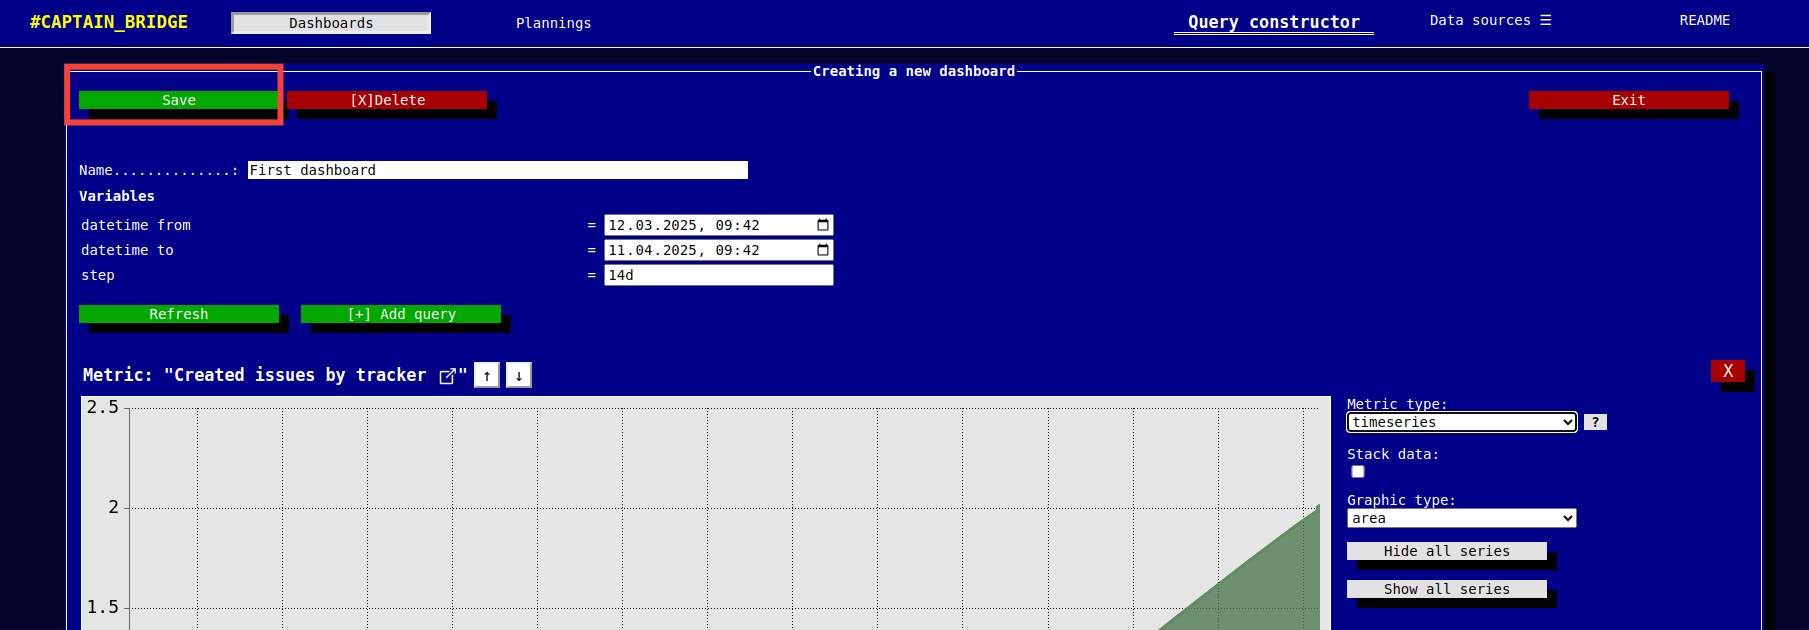 #CAPTAIN_BRIDGE Dashboards Plannings Query constructor Data sources ☰ README
Creating a new dashboard
Save [X]Delete Exit
Name..............: First dashboard
Variables
datetime from = 12.03.2025, 09:42
datetime to = 11.04.2025, 09:42
step = 14d
Refresh [+] Add query
Metric: "Created issues by tracker " ↑ ↓ X
2.5
2
1.5
Metric type:
timeseries ?
Stack data:
Graphic type:
area
Hide all series
Show all series